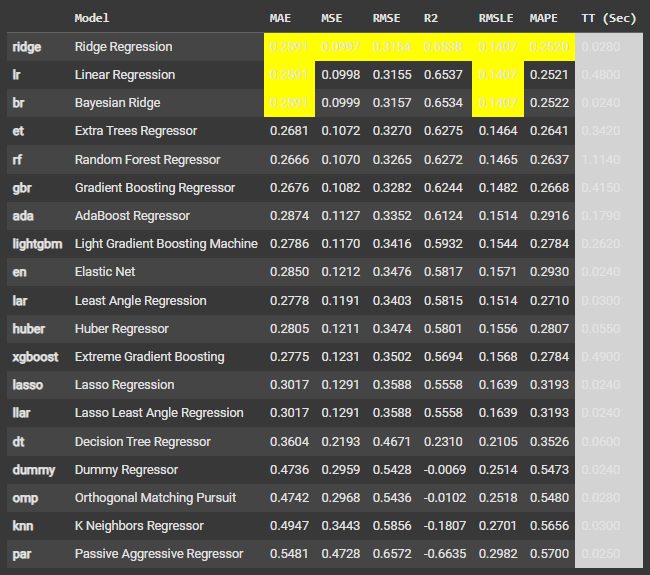 Model MAE MSE RMSE R2 RMSLE MAPE TT (Sec)
ridge Ridge Regression 0.2531 0.0997 0.3154 0.6538 0.1407 0.2520 0.0280
lr Linear Regression 0.2531 0.0998 0.3155 0.6537 0.1407 0.2521 0.4800
br Bayesian Ridge 0.2531 0.0999 0.3157 0.6534 0.1407 0.2522 0.0240
et Extra Trees Regressor 0.2681 0.1072 0.3270 0.6275 0.1464 0.2641 0.3420
rf Random Forest Regressor 0.2666 0.1070 0.3265 0.6272 0.1465 0.2637 1.1140
gbr Gradient Boosting Regressor 0.2676 0.1082 0.3282 0.6244 0.1482 0.2668 0.4150
ada AdaBoost Regressor 0.2874 0.1127 0.3352 0.6124 0.1514 0.2916 0.1790
lightgbm Light Gradient Boosting Machine 0.2786 0.1170 0.3416 0.5932 0.1544 0.2784 0.2620
en Elastic Net 0.2850 0.1212 0.3476 0.5817 0.1571 0.2930 0.0240
lar Least Angle Regression 0.2778 0.1191 0.3403 0.5815 0.1514 0.2710 0.0300
huber Huber Regressor 0.2805 0.1211 0.3474 0.5801 0.1556 0.2807 0.0550
xgboost Extreme Gradient Boosting 0.2775 0.1231 0.3502 0.5694 0.1568 0.2784 0.4900
lasso Lasso Regression 0.3017 0.1291 0.3588 0.5558 0.1639 0.3193 0.0240
llar Lasso Least Angle Regression 0.3017 0.1291 0.3588 0.5558 0.1639 0.3193 0.0240
dt Decision Tree Regressor 0.3604 0.2193 0.4671 0.2310 0.2105 0.3526 0.0600
dummy Dummy Regressor 0.4736 0.2959 0.5428 -0.0069 0.2514 0.5473 0.0240
omp Orthogonal Matching Pursuit 0.4742 0.2968 0.5436 -0.0102 0.2518 0.5480 0.0280
knn K Neighbors Regressor 0.4947 0.3443 0.5856 -0.1807 0.2701 0.5656 0.0300
par Passive Aggressive Regressor 0.5481 0.4728 0.6572 -0.6635 0.2982 0.5700 0.0250